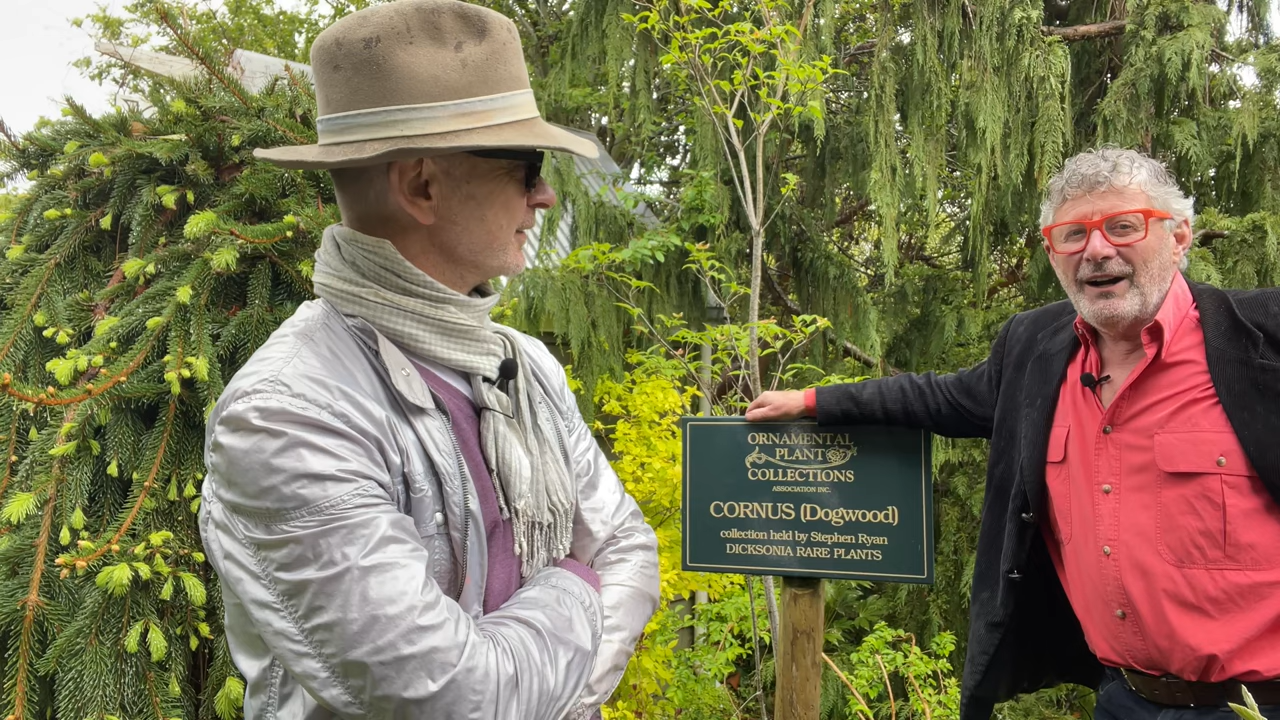 ORNAMENTAL
PLANT
COLLECTIONS
ASSOCIATION INC.
CORNUS (Dogwood)
collection held by Stephen Ryan
DICKSONIA RARE PLANTS